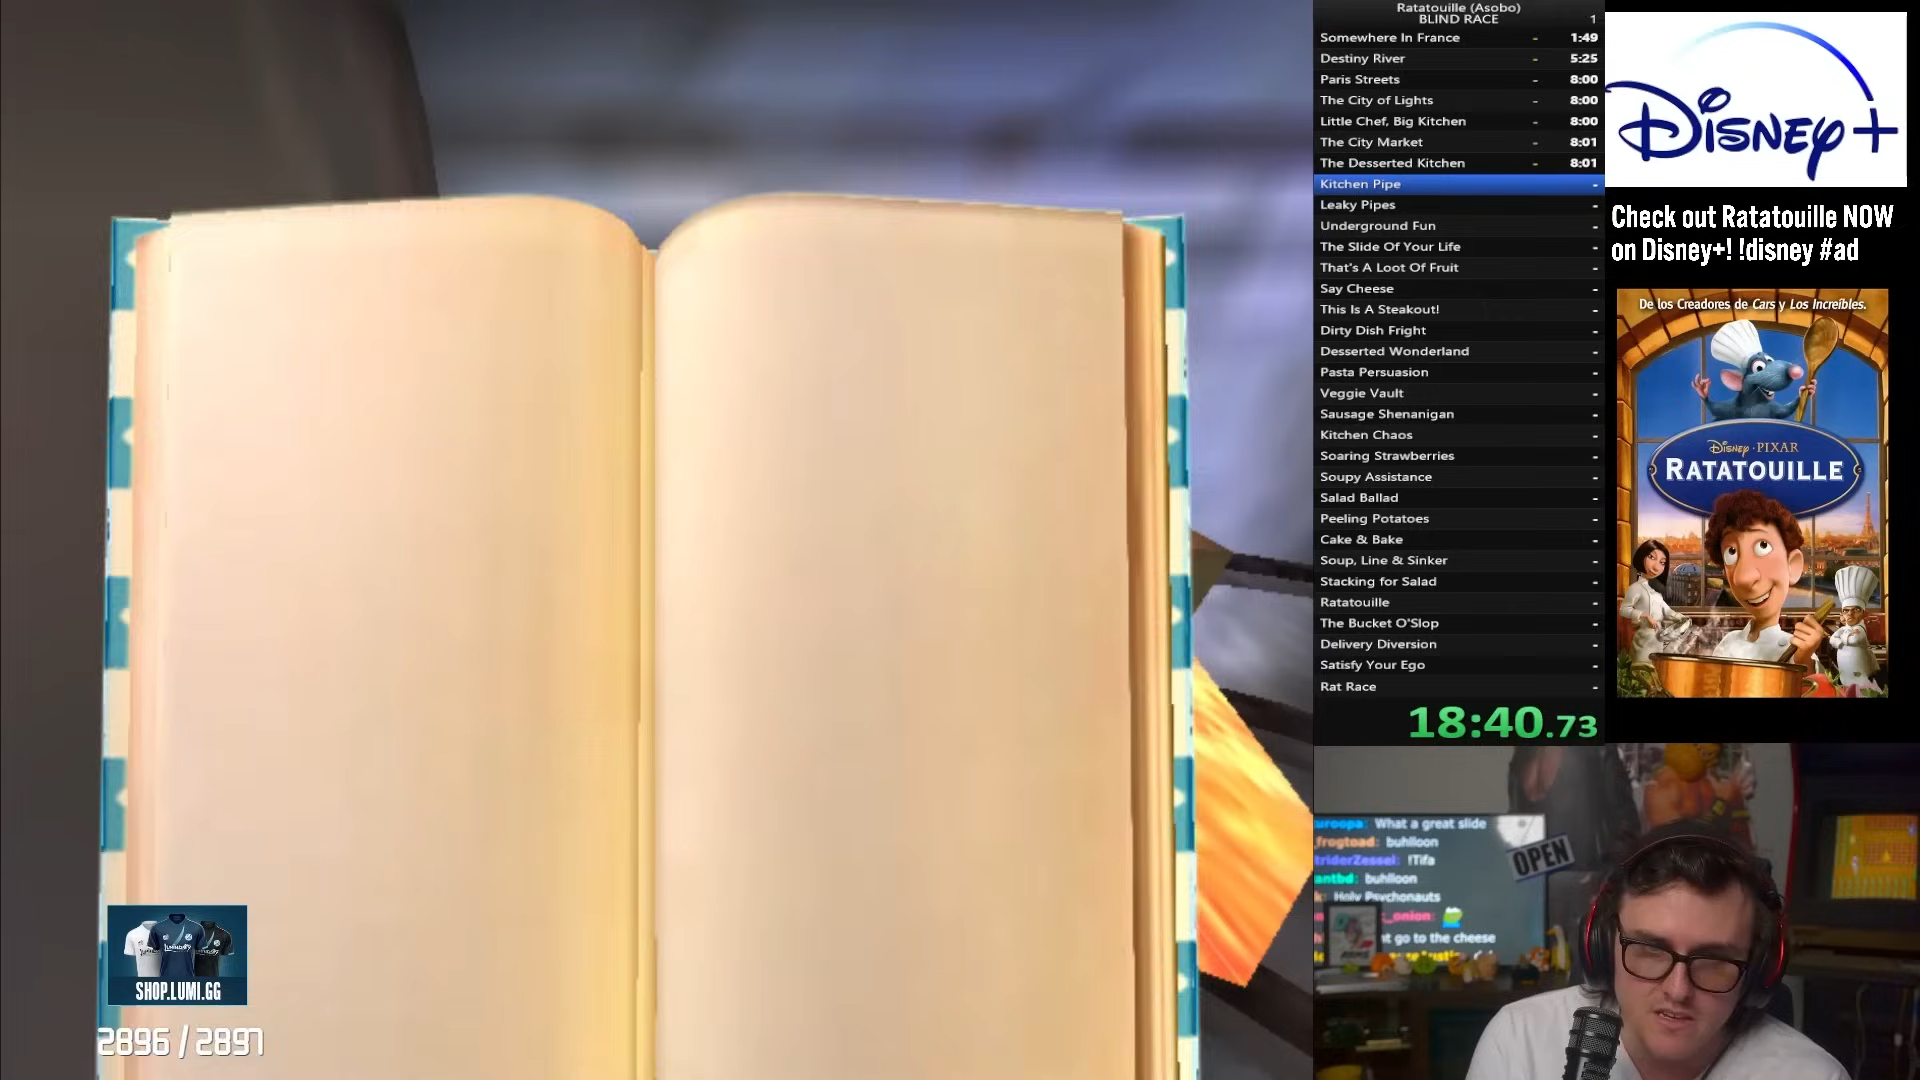 Ratatouille (Asobo)
BLIND RACE 1
Somewhere In France - 1:49
Destiny River - 5:25
Paris Streets - 8:00
The City of Lights - 8:00
Little Chef, Big Kitchen - 8:00
The City Market - 8:01
The Desserted Kitchen - 8:01
Kitchen Pipe -
Leaky Pipes -
Underground Fun -
The Slide Of Your Life -
That's A Loot Of Fruit -
Say Cheese -
This Is A Steakout! -
Dirty Dish Fright -
Desserted Wonderland -
Pasta Persuasion -
Veggie Vault -
Sausage Shenanigan -
Kitchen Chaos -
Soaring Strawberries -
Soupy Assistance -
Salad Ballad -
Peeling Potatoes -
Cake & Bake -
Soup, Line & Sinker -
Stacking for Salad -
Ratatouille -
The Bucket O'Slop -
Delivery Diversion -
Satisfy Your Ego -
Rat Race -
18:40.73
Disney+
Check out Ratatouille NOW
on Disney+! !disney #ad
De los Creadores de Cars y Los Increíbles.
Disney · PIXAR
RATATOUILLE
What a great slide
frogtoad: buhlloon
triderZessel: !Tifa
antbd: buhlloon
Holy Psychonauts
_onion:
go to the cheese
OPEN
SHOP.LUMI.GG
2896 / 2897